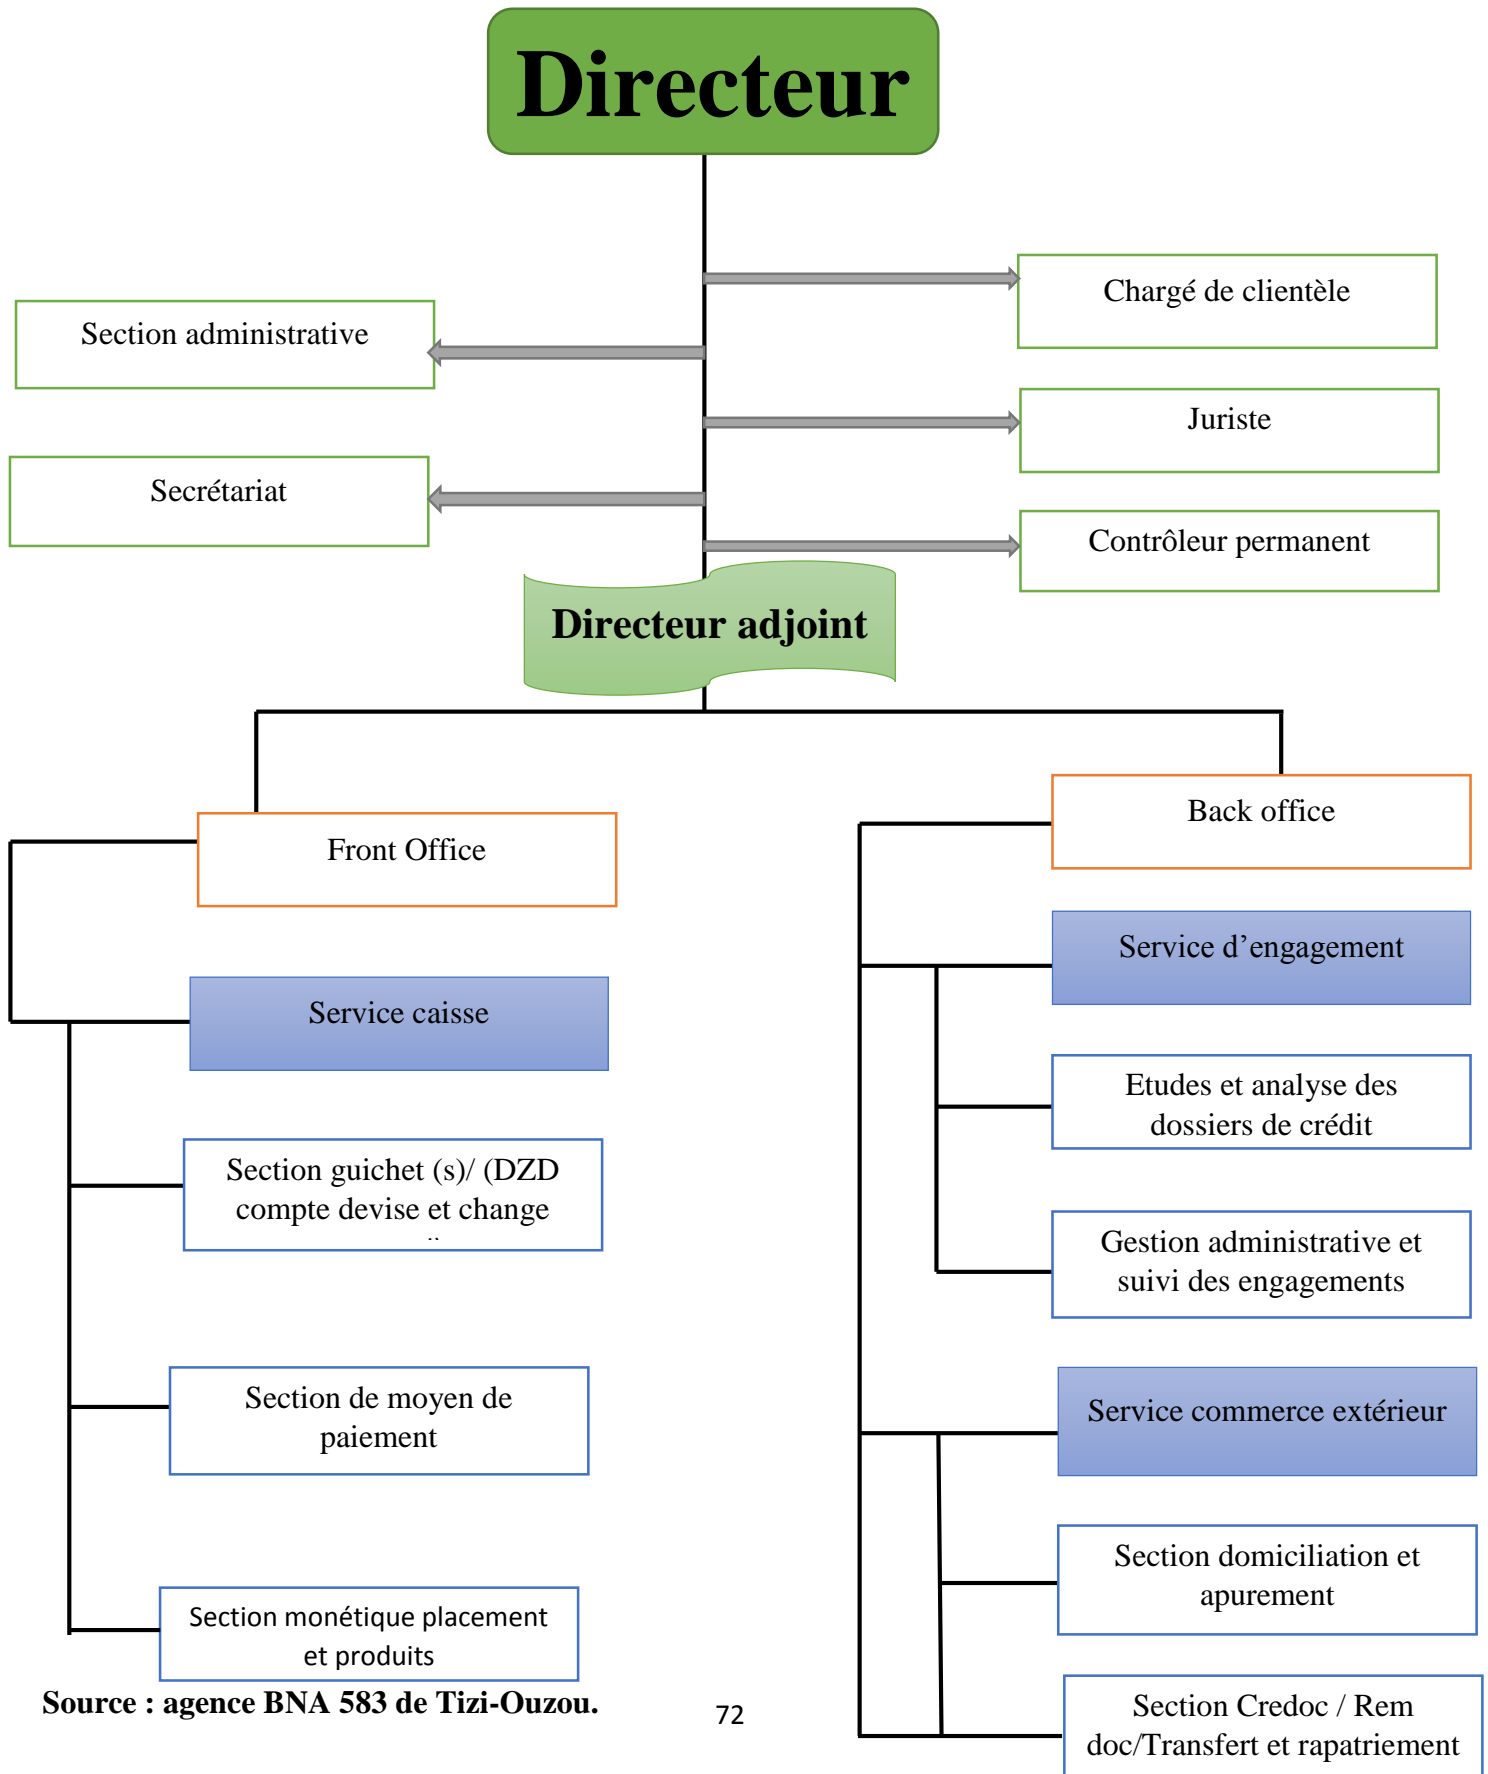 Directeur
Chargé de clientèle
Section administrative
Juriste
Secrétariat
Contrôleur permanent
Directeur adjoint
Front Office
Service caisse
Section guichet (s)/ (DZD
compte devise et change
Section de moyen de
paiement
Section monétique placement
et produits
Back office
Service d’engagement
Etudes et analyse des
dossiers de crédit
Gestion administrative et
suivi des engagements
Service commerce extérieur
Section domiciliation et
apurement
Section Credoc / Rem
doc/Transfert et rapatriement
Source : agence BNA 583 de Tizi-Ouzou.
72